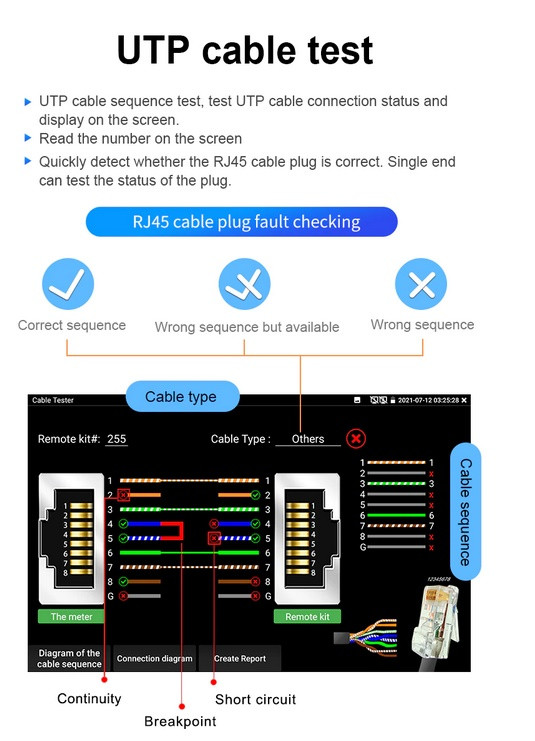 UTP cable test
UTP cable sequence test, test UTP cable connection status and
display on the screen.
Read the number on the screen
Quickly detect whether the RJ45 cable plug is correct. Single end
can test the status of the plug.
RJ45 cable plug fault checking
Correct sequence
Wrong sequence but available
Wrong sequence
Cable type
Cable Tester
2021-07-12 03:25:28
Remote kit#: 255
Cable Type : Others
Cable sequence
1 1
2 x
3 3
4 x
5 x
6 6
7 7
8 x
G x
1 1
2 2
3 3
4 4
5 5
6 6
7 7
8 8
G G
1
2
3
4
5
6
7
8
1
2
3
4
5
6
7
8
12345678
The meter
Remote kit
Diagram of the
cable sequence
Connection diagram
Create Report
Continuity
Short circuit
Breakpoint